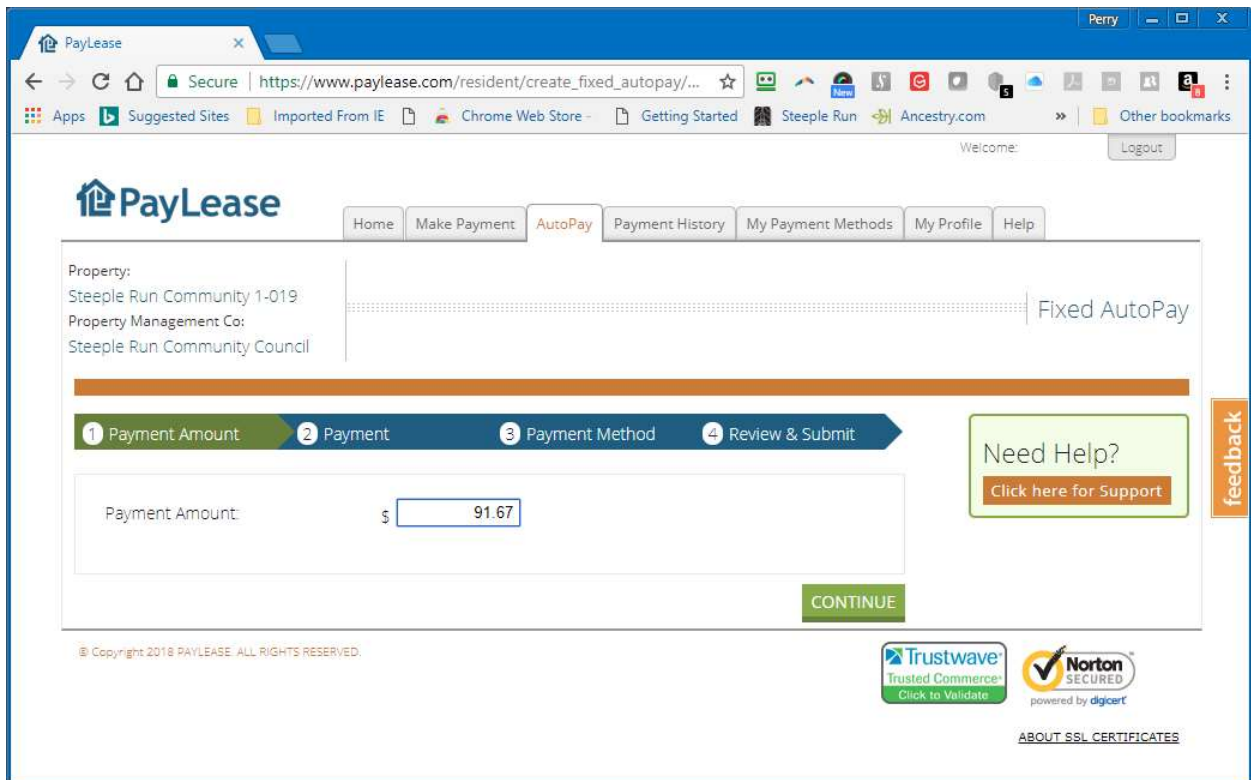 Perry
PayLease
Secure | https://www.paylease.com/resident/create_fixed_autopay/...
New
S
8
Apps Suggested Sites Imported From IE Chrome Web Store - Getting Started Steeple Run Ancestry.com » Other bookmarks
Welcome: Logout
PayLease
Home Make Payment AutoPay Payment History My Payment Methods My Profile Help
Property:
Steeple Run Community 1-019
Property Management Co:
Steeple Run Community Council
Fixed AutoPay
1 Payment Amount 2 Payment 3 Payment Method 4 Review & Submit
Need Help?
Click here for Support
feedback
Payment Amount: $ 91.67
CONTINUE
© Copyright 2018 PAYLEASE. ALL RIGHTS RESERVED.
Trustwave®
Trusted Commerce®
Click to Validate
Norton
SECURED
powered by digicert
ABOUT SSL CERTIFICATES